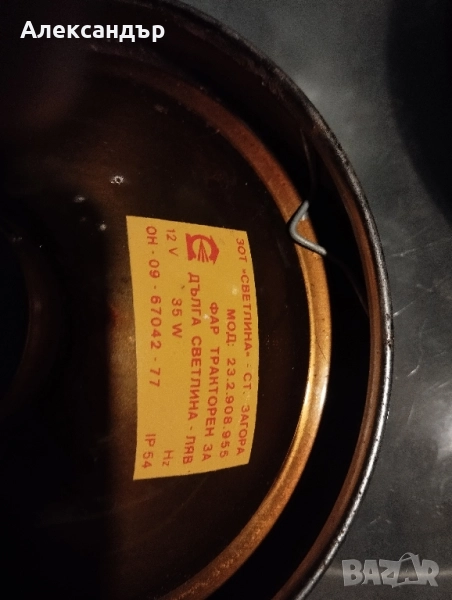 Александър
ЗОТ "СВЕТЛИНА" - СТ. ЗАГОРА
МОД: 23.2.908.955
ФАР ТРАКТОРЕН ЗА
ДЪЛГА СВЕТЛИНА - ЛЯВ
12 V 35 W Hz
ОН - 09 - 67042 - 77 IP 54
BAZAR